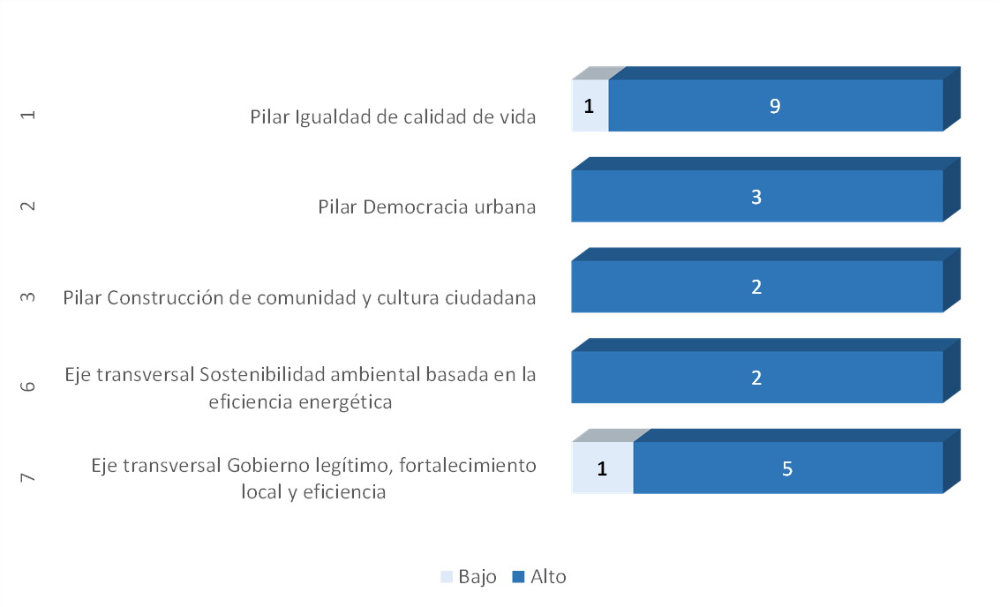 1
Pilar Igualdad de calidad de vida
1
9
2
Pilar Democracia urbana
3
3
Pilar Construcción de comunidad y cultura ciudadana
2
6
Eje transversal Sostenibilidad ambiental basada en la
eficiencia energética
2
7
Eje transversal Gobierno legítimo, fortalecimiento
local y eficiencia
1
5
Bajo
Alto